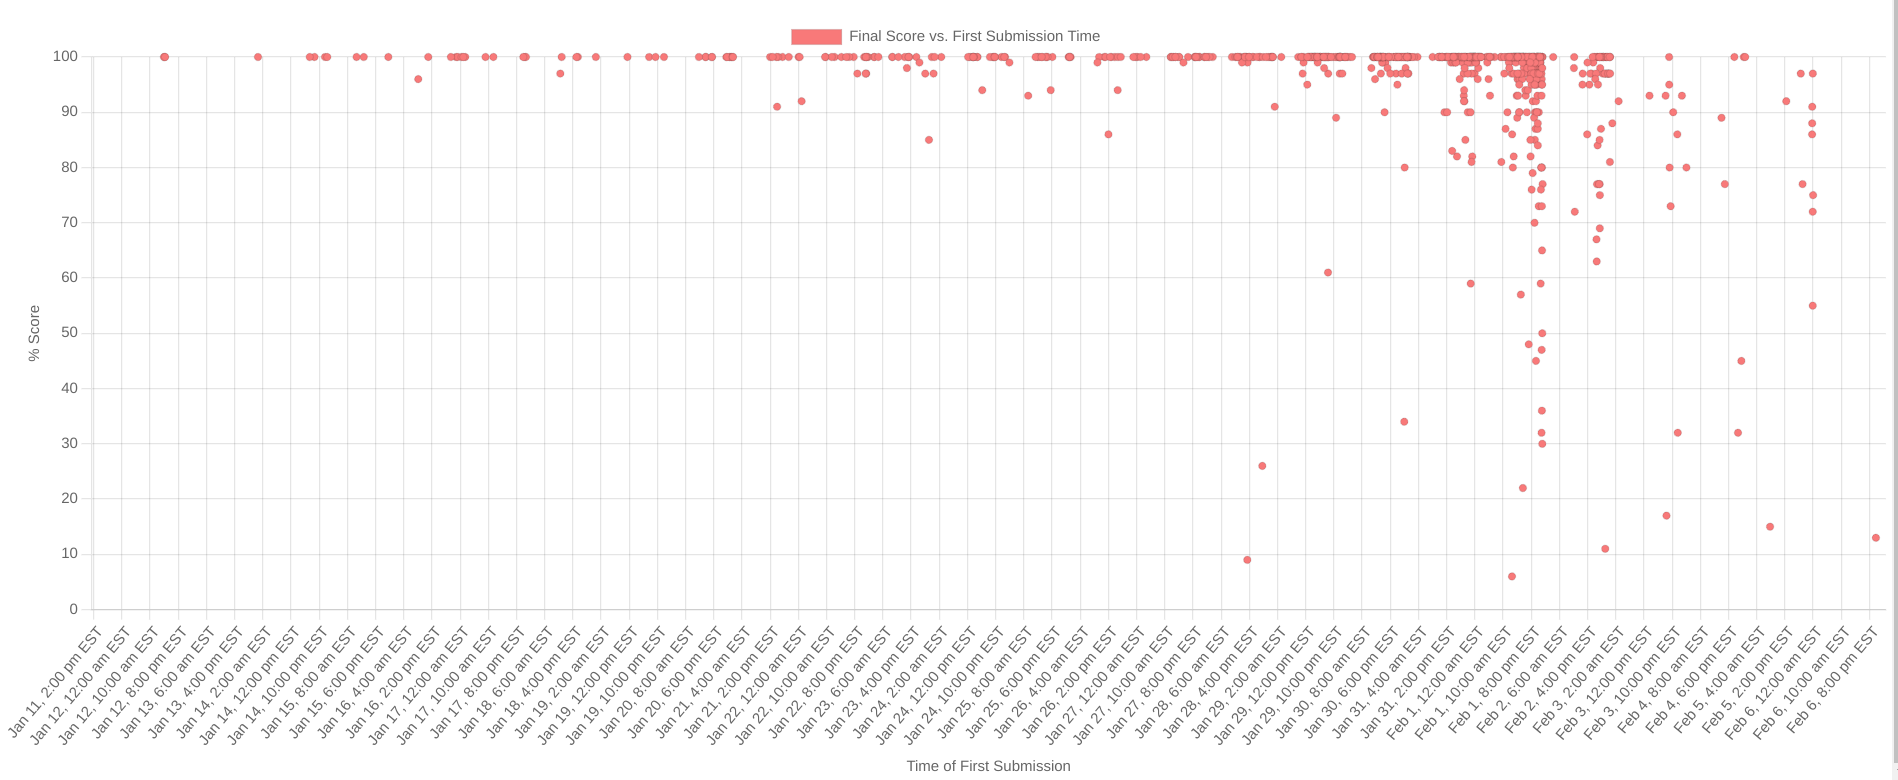 Final Score vs. First Submission Time
100
90
80
70
60
50
40
30
20
10
0
% Score
Jan 11, 2:00 pm EST
Jan 12, 12:00 am EST
Jan 12, 10:00 am EST
Jan 12, 8:00 pm EST
Jan 13, 6:00 am EST
Jan 13, 4:00 pm EST
Jan 14, 2:00 am EST
Jan 14, 12:00 pm EST
Jan 14, 10:00 pm EST
Jan 15, 8:00 am EST
Jan 15, 6:00 pm EST
Jan 16, 4:00 am EST
Jan 16, 2:00 pm EST
Jan 17, 12:00 am EST
Jan 17, 10:00 am EST
Jan 17, 8:00 pm EST
Jan 18, 6:00 am EST
Jan 18, 4:00 pm EST
Jan 19, 2:00 am EST
Jan 19, 12:00 pm EST
Jan 19, 10:00 pm EST
Jan 20, 8:00 am EST
Jan 20, 6:00 pm EST
Jan 21, 4:00 am EST
Jan 21, 2:00 pm EST
Jan 22, 12:00 am EST
Jan 22, 10:00 am EST
Jan 22, 8:00 pm EST
Jan 23, 6:00 am EST
Jan 23, 4:00 pm EST
Jan 24, 2:00 am EST
Jan 24, 12:00 pm EST
Jan 24, 10:00 pm EST
Jan 25, 8:00 am EST
Jan 25, 6:00 pm EST
Jan 26, 4:00 am EST
Jan 26, 2:00 pm EST
Jan 27, 12:00 am EST
Jan 27, 10:00 am EST
Jan 27, 8:00 pm EST
Jan 28, 6:00 am EST
Jan 28, 4:00 pm EST
Jan 29, 2:00 am EST
Jan 29, 12:00 pm EST
Jan 29, 10:00 pm EST
Jan 30, 8:00 am EST
Jan 30, 6:00 pm EST
Jan 31, 4:00 am EST
Jan 31, 2:00 pm EST
Feb 1, 12:00 am EST
Feb 1, 10:00 am EST
Feb 1, 8:00 pm EST
Feb 2, 6:00 am EST
Feb 2, 4:00 pm EST
Feb 3, 2:00 am EST
Feb 3, 12:00 pm EST
Feb 3, 10:00 pm EST
Feb 4, 8:00 am EST
Feb 4, 6:00 pm EST
Feb 5, 4:00 am EST
Feb 5, 2:00 pm EST
Feb 6, 12:00 am EST
Feb 6, 10:00 am EST
Feb 6, 8:00 pm EST
Time of First Submission